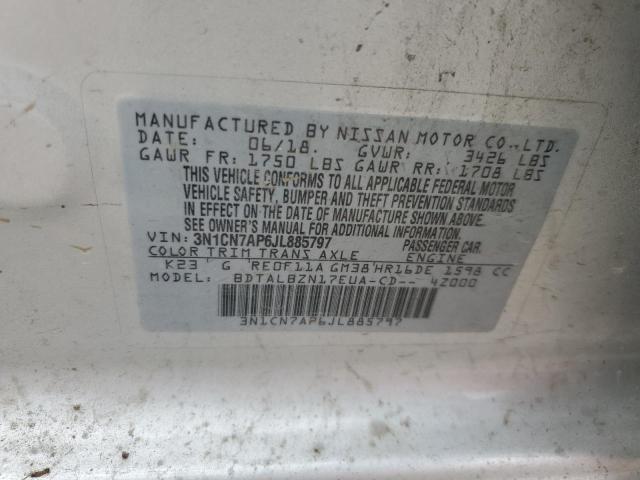 MANUFACTURED BY NISSAN MOTOR CO.,LTD.
DATE: 06/18. GVWR: 3426 LBS
GAWR FR: 1750 LBS GAWR RR: 1708 LBS
THIS VEHICLE CONFORMS TO ALL APPLICABLE FEDERAL MOTOR
VEHICLE SAFETY, BUMPER AND THEFT PREVENTION STANDARDS
IN EFFECT ON THE DATE OF MANUFACTURE SHOWN ABOVE.
SEE OWNER'S MANUAL FOR ADDITIONAL INFORMATION
VIN: 3N1CN7AP6JL885797 PASSENGER CAR.
COLOR TRIM TRANS AXLE ENGINE
K23 G RE0F11A GM38 HR16DE 1598 CC
BDTALBZN17EUA-CD-- 4Z000
3N1CN7AP6JL885797